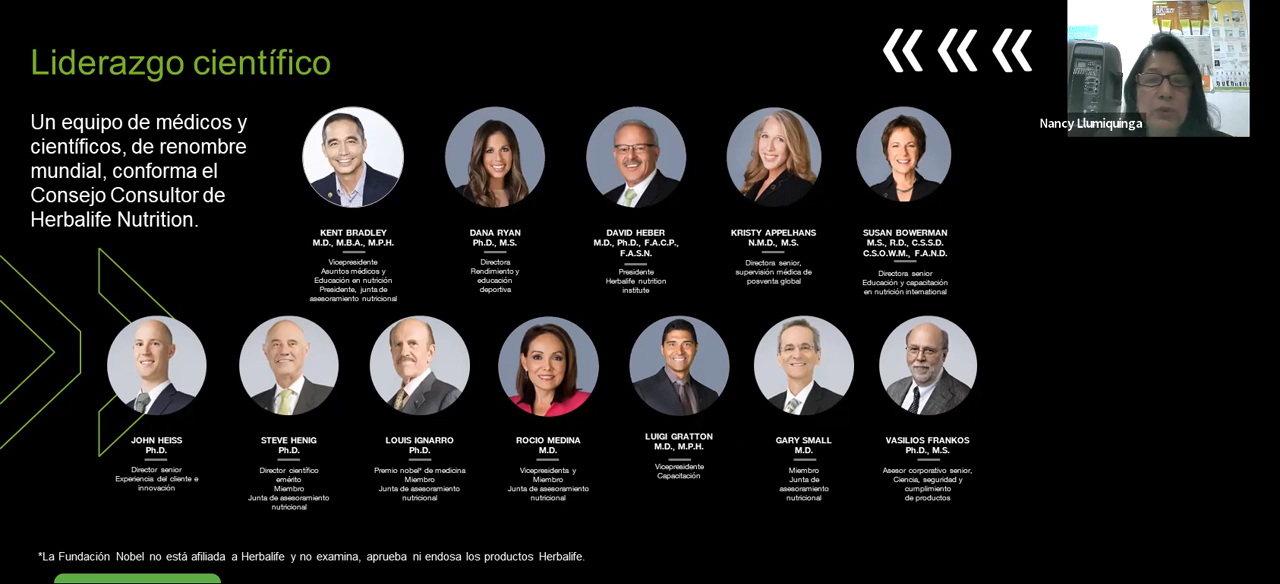 Liderazgo científico
Un equipo de médicos y
científicos, de renombre
mundial, conforma el
Consejo Consultor de
Herbalife Nutrition.
Nancy Llumiquinga
KENT BRADLEY
M.D., M.B.A., M.P.H.
Vicepresidente
Asuntos médicos y
Educación en nutrición
Presidente, junta de
asesoramiento nutricional
DANA RYAN
Ph.D., M.S.
Directora
Rendimiento y
educación
deportiva
DAVID HEBER
M.D., Ph.D., F.A.C.P.,
F.A.S.N.
Presidente
Herbalife nutrition
institute
KRISTY APPELHANS
N.M.D., M.S.
Directora senior,
supervisión médica de
posventa global
SUSAN BOWERMAN
M.S., R.D., C.S.S.D.
C.S.O.W.M., F.A.N.D.
Directora senior
Educación y capacitación
en nutrición international
JOHN HEISS
Ph.D.
Director senior
Experiencia del cliente e
innovación
STEVE HENIG
Ph.D.
Director científico
emérito
Miembro
Junta de asesoramiento
nutricional
LOUIS IGNARRO
Ph.D.
Premio nobel* de medicina
Miembro
Junta de asesoramiento
nutricional
ROCIO MEDINA
M.D.
Vicepresidenta y
Miembro
Junta de asesoramiento
nutricional
LUIGI GRATTON
M.D., M.P.H.
Vicepresidente
Capacitación
GARY SMALL
M.D.
Miembro
Junta de
asesoramiento
nutricional
VASILIOS FRANKOS
Ph.D., M.S.
Asesor corporativo senior,
Ciencia, seguridad y
cumplimiento
de productos
*La Fundación Nobel no está afiliada a Herbalife y no examina, aprueba ni endosa los productos Herbalife.